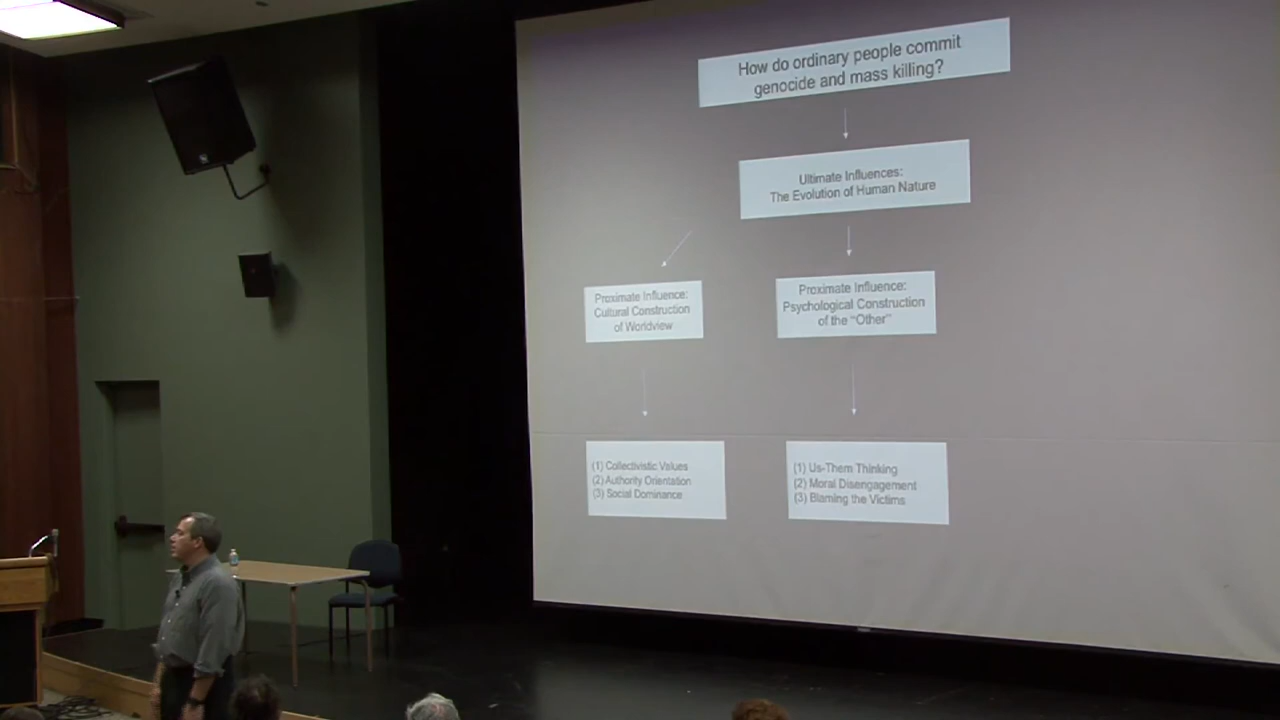 How do ordinary people commit
genocide and mass killing?
Ultimate Influences:
The Evolution of Human Nature
Proximate Influence:
Cultural Construction
of Worldview
Proximate Influence:
Psychological Construction
of the "Other"
(1) Collectivistic Values
(2) Authority Orientation
(3) Social Dominance
(1) Us-Them Thinking
(2) Moral Disengagement
(3) Blaming the Victims